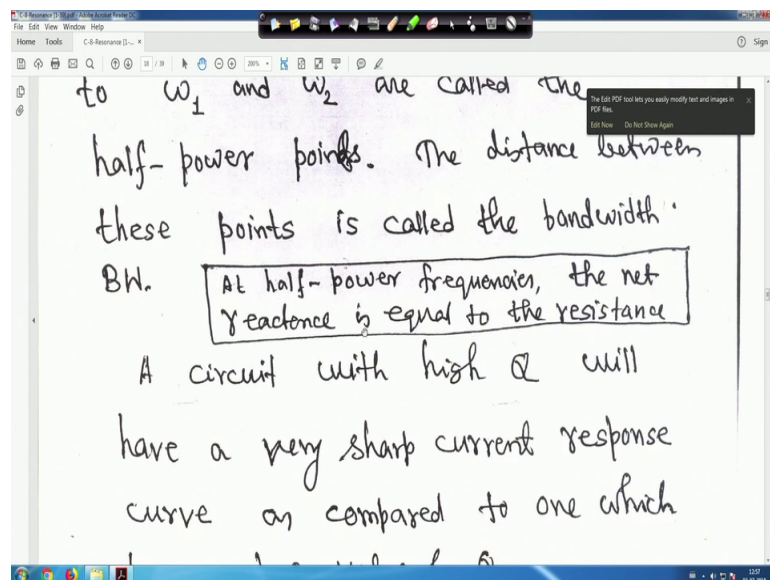 C-8-Resonance [1-39].pdf - Adobe Acrobat Reader DC
File Edit View Window Help
Home Tools C-8-Resonance [1-... × Sign
18 / 39 200%
to ω1 and ω2 are called the
The Edit PDF tool lets you easily modify text and images in
PDF files.
Edit Now Do Not Show Again
half-power points. The distance between
these points is called the bandwidth.
BW. At half-power frequencies, the net
reactence is equal to the resistance
A circuit with high Q will
have a very sharp current response
curve as compared to one which
12:57